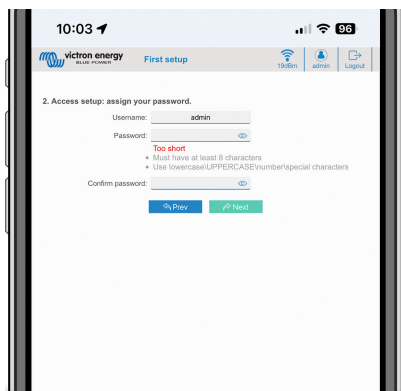 10:03
96
victron energy
BLUE POWER
First setup
19dBm
admin
Logout
2. Access setup: assign your password.
Username: admin
Password:
Too short
Must have at least 8 characters
Use lowercase\UPPERCASE\number\special characters
Confirm password:
Prev
Next